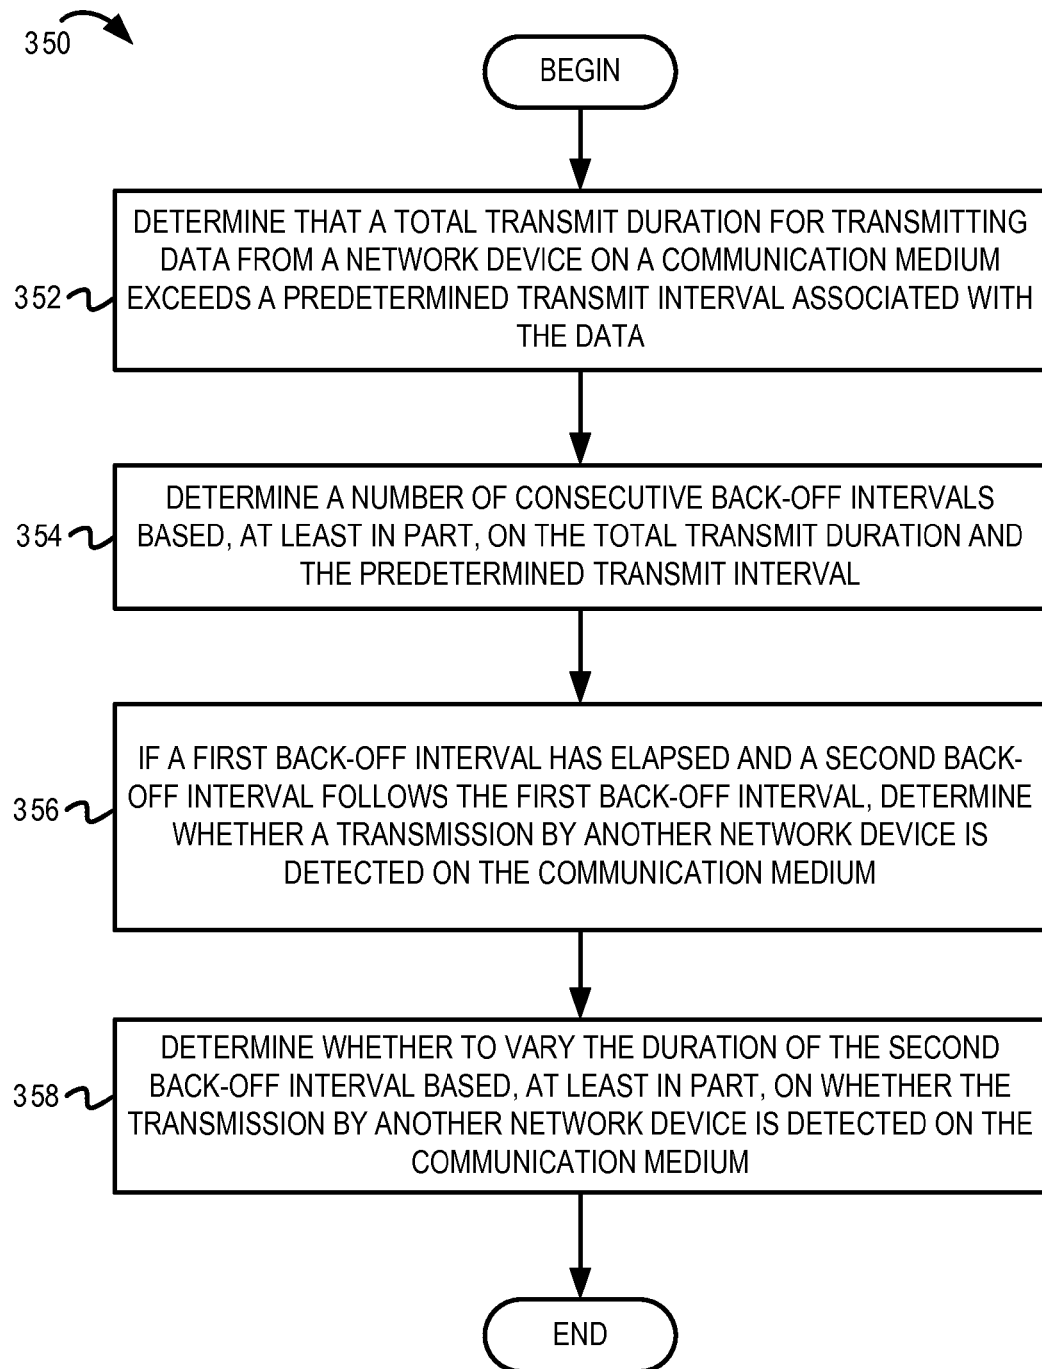 350
BEGIN
DETERMINE THAT A TOTAL TRANSMIT DURATION FOR TRANSMITTING
DATA FROM A NETWORK DEVICE ON A COMMUNICATION MEDIUM
352
EXCEEDS A PREDETERMINED TRANSMIT INTERVAL ASSOCIATED WITH
THE DATA
DETERMINE A NUMBER OF CONSECUTIVE BACK-OFF INTERVALS
354
BASED, AT LEAST IN PART, ON THE TOTAL TRANSMIT DURATION AND
THE PREDETERMINED TRANSMIT INTERVAL
IF A FIRST BACK-OFF INTERVAL HAS ELAPSED AND A SECOND BACK-
OFF INTERVAL FOLLOWS THE FIRST BACK-OFF INTERVAL, DETERMINE
356
WHETHER A TRANSMISSION BY ANOTHER NETWORK DEVICE IS
DETECTED ON THE COMMUNICATION MEDIUM
DETERMINE WHETHER TO VARY THE DURATION OF THE SECOND
BACK-OFF INTERVAL BASED, AT LEAST IN PART, ON WHETHER THE
358
TRANSMISSION BY ANOTHER NETWORK DEVICE IS DETECTED ON THE
COMMUNICATION MEDIUM
END